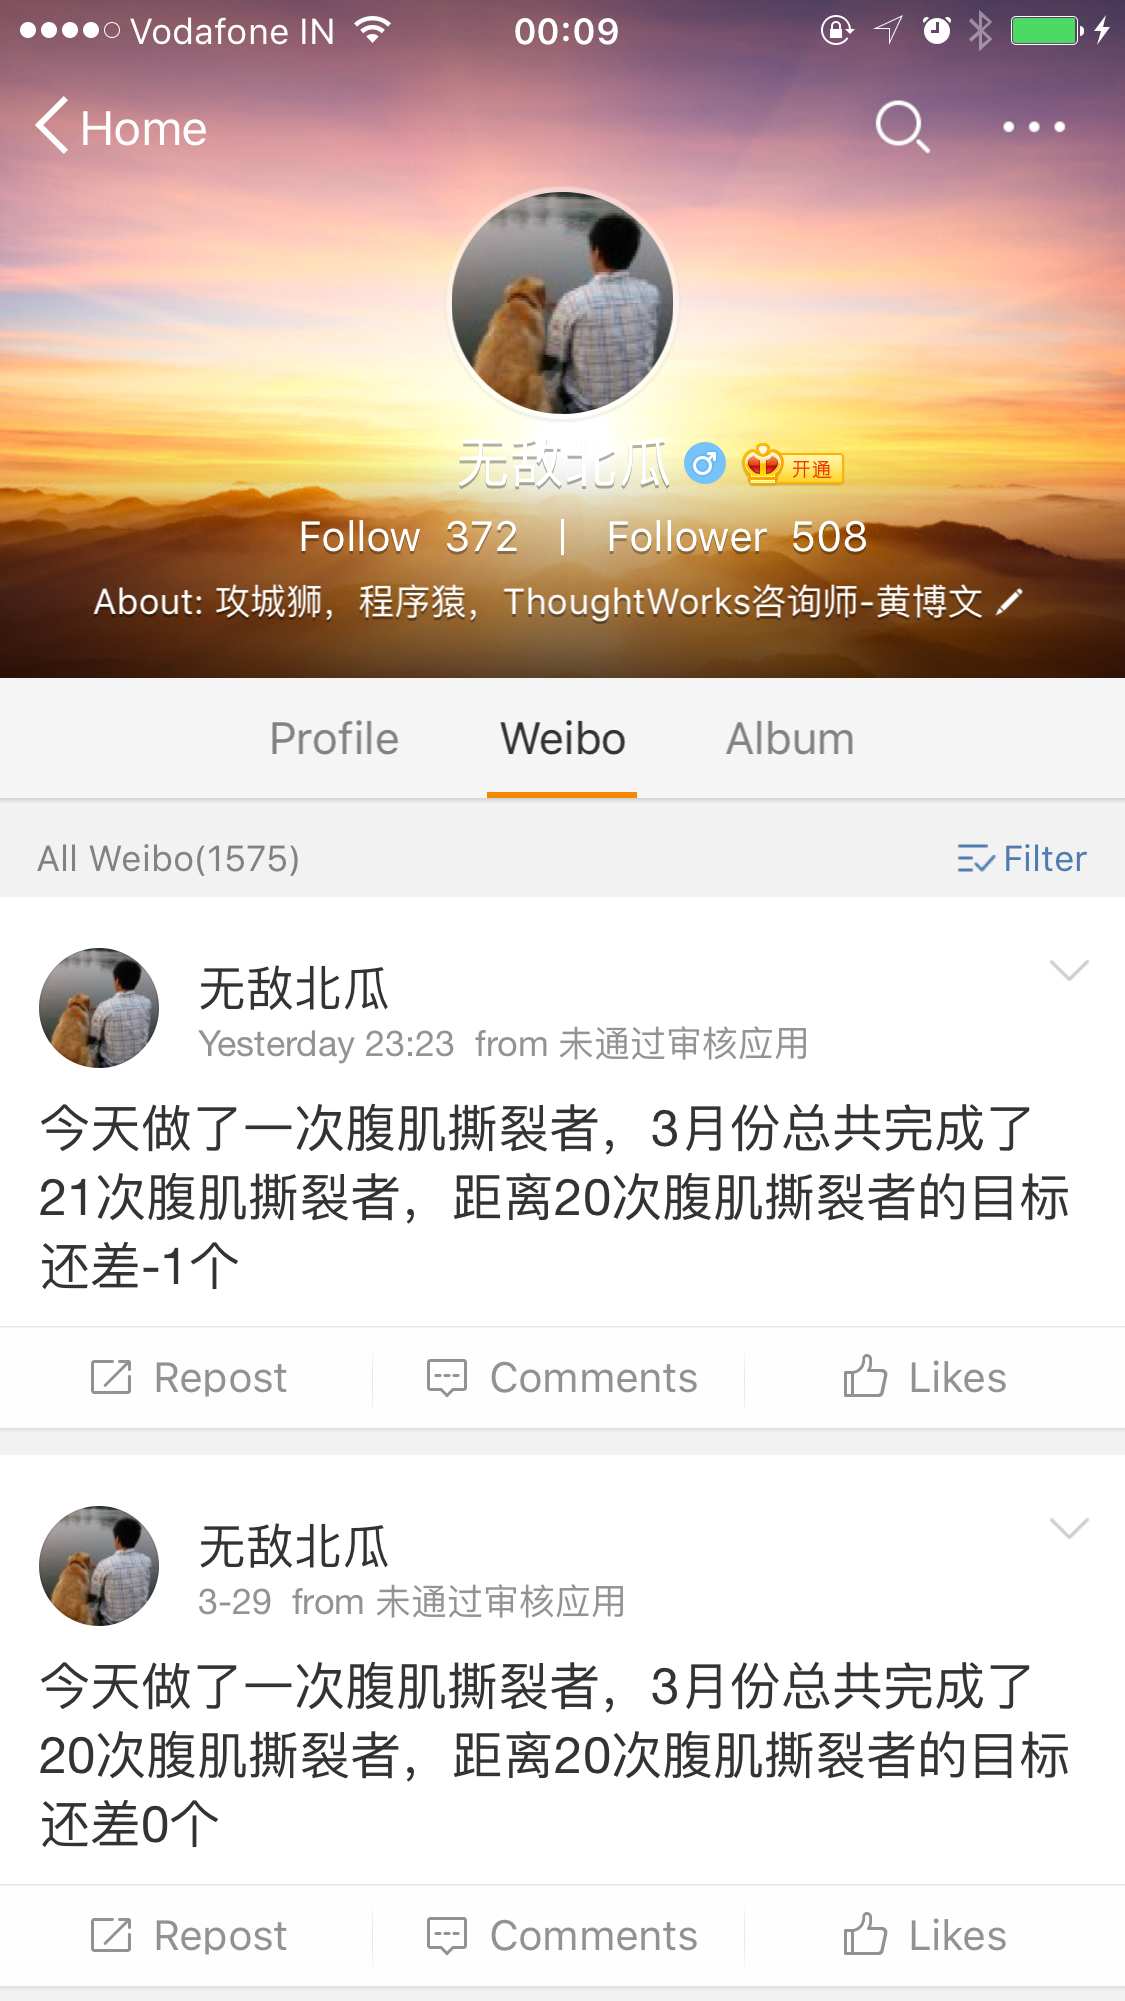 Vodafone IN 00:09
Home
无敌北瓜 开通
Follow 372 | Follower 508
About: 攻城狮，程序猿，ThoughtWorks咨询师-黄博文
Profile Weibo Album
All Weibo(1575) Filter
无敌北瓜
Yesterday 23:23 from 未通过审核应用
今天做了一次腹肌撕裂者，3月份总共完成了
21次腹肌撕裂者，距离20次腹肌撕裂者的目标
还差-1个
Repost Comments Likes
无敌北瓜
3-29 from 未通过审核应用
今天做了一次腹肌撕裂者，3月份总共完成了
20次腹肌撕裂者，距离20次腹肌撕裂者的目标
还差0个
Repost Comments Likes